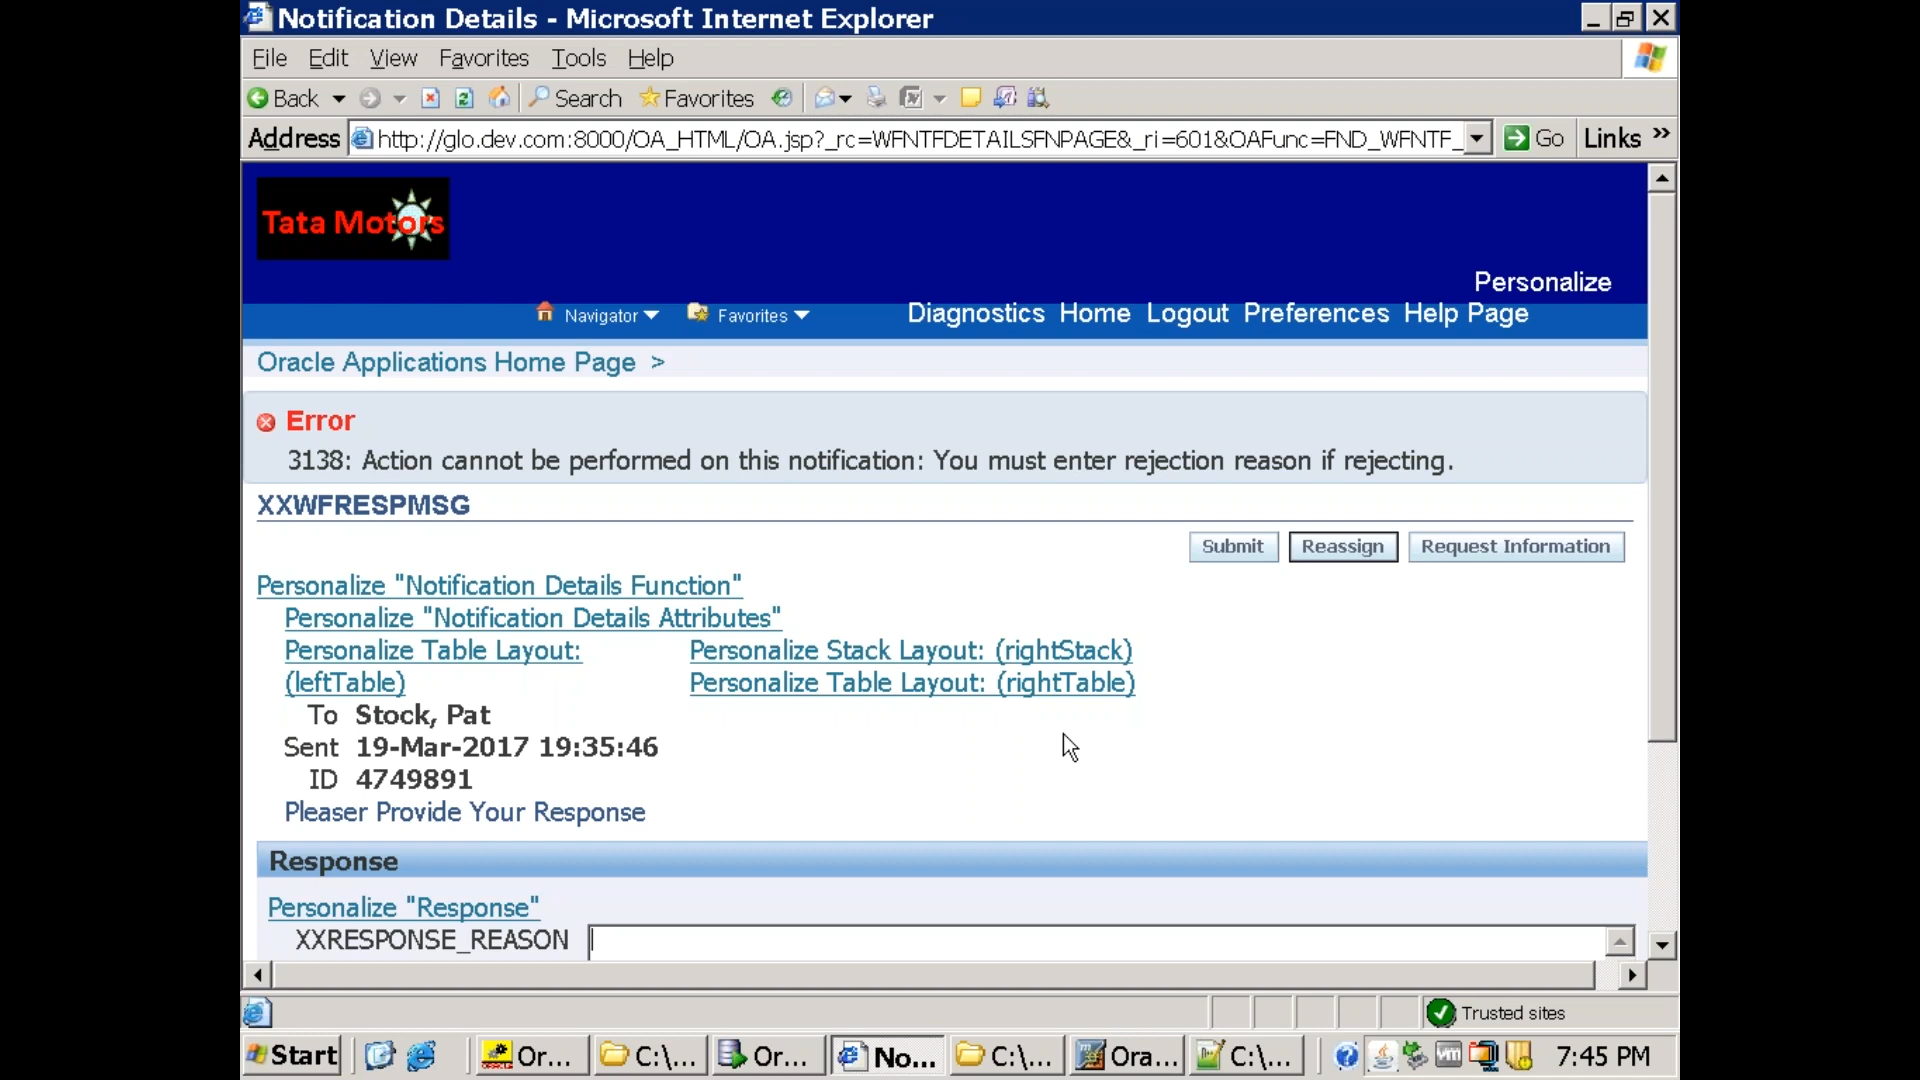 Notification Details - Microsoft Internet Explorer
File Edit View Favorites Tools Help
Back Search Favorites
Address http://glo.dev.com:8000/OA_HTML/OA.jsp?_rc=WFNTFDETAILSFNPAGE&_ri=601&OAFunc=FND_WFNTF_ Go Links »
Tata Motors
Personalize
Navigator Favorites Diagnostics Home Logout Preferences Help Page
Oracle Applications Home Page >
Error
3138: Action cannot be performed on this notification: You must enter rejection reason if rejecting.
XXWFRESPMSG
Submit Reassign Request Information
Personalize "Notification Details Function"
Personalize "Notification Details Attributes"
Personalize Table Layout: Personalize Stack Layout: (rightStack)
(leftTable) Personalize Table Layout: (rightTable)
To Stock, Pat
Sent 19-Mar-2017 19:35:46
ID 4749891
Pleaser Provide Your Response
Response
Personalize "Response"
XXRESPONSE_REASON
Trusted sites
Start Or... C:\... Or... No... C:\... Ora... C:\... 7:45 PM